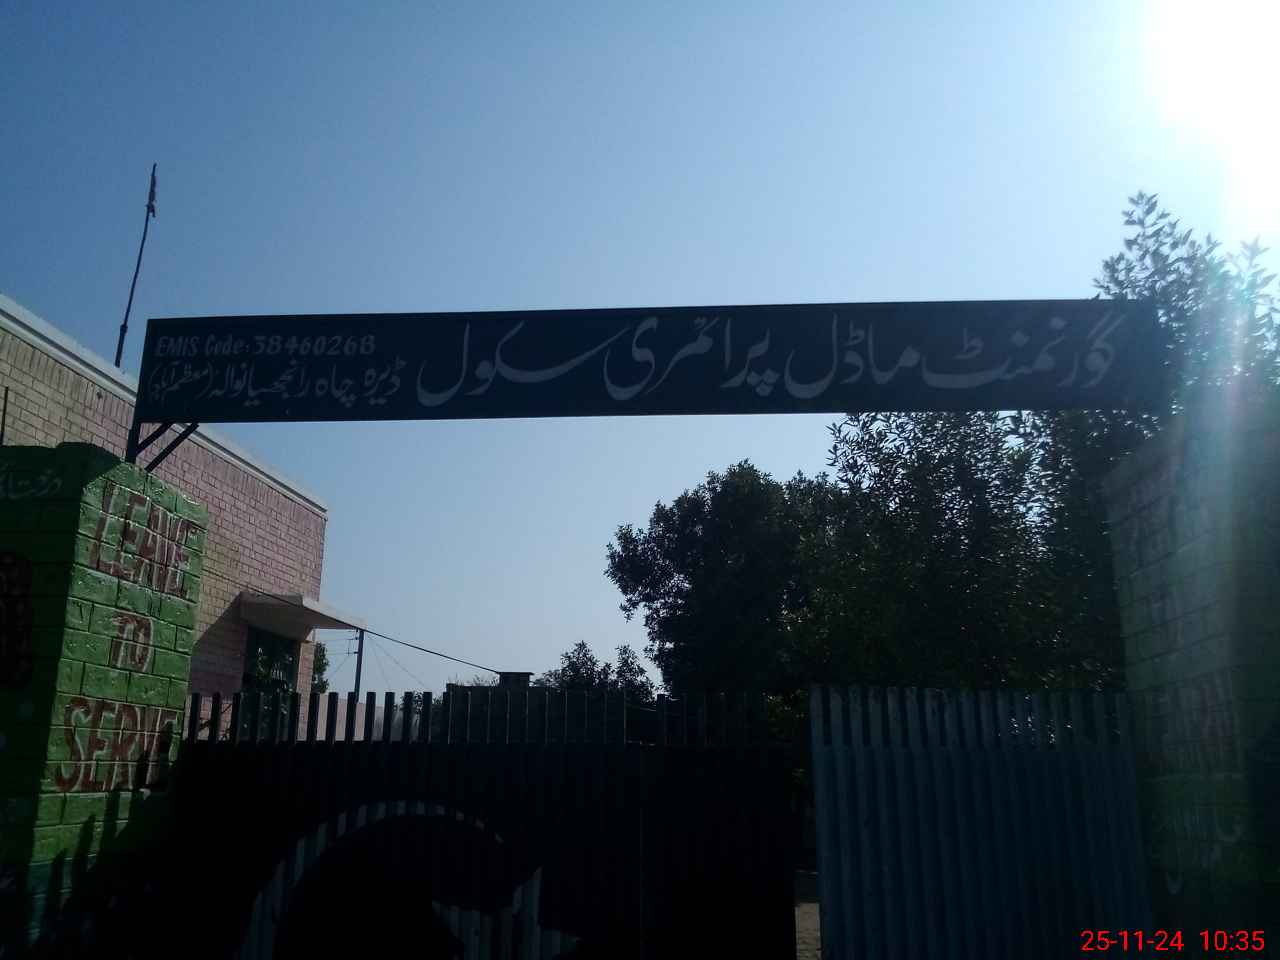 گورنمنٹ ماڈل پرائمری سکول
EMIS Code: 38460268
ڈیرہ چاہ رانجھیانوالہ (معظم آباد)
LEAVE
TO
SERVE
25-11-24 10:35